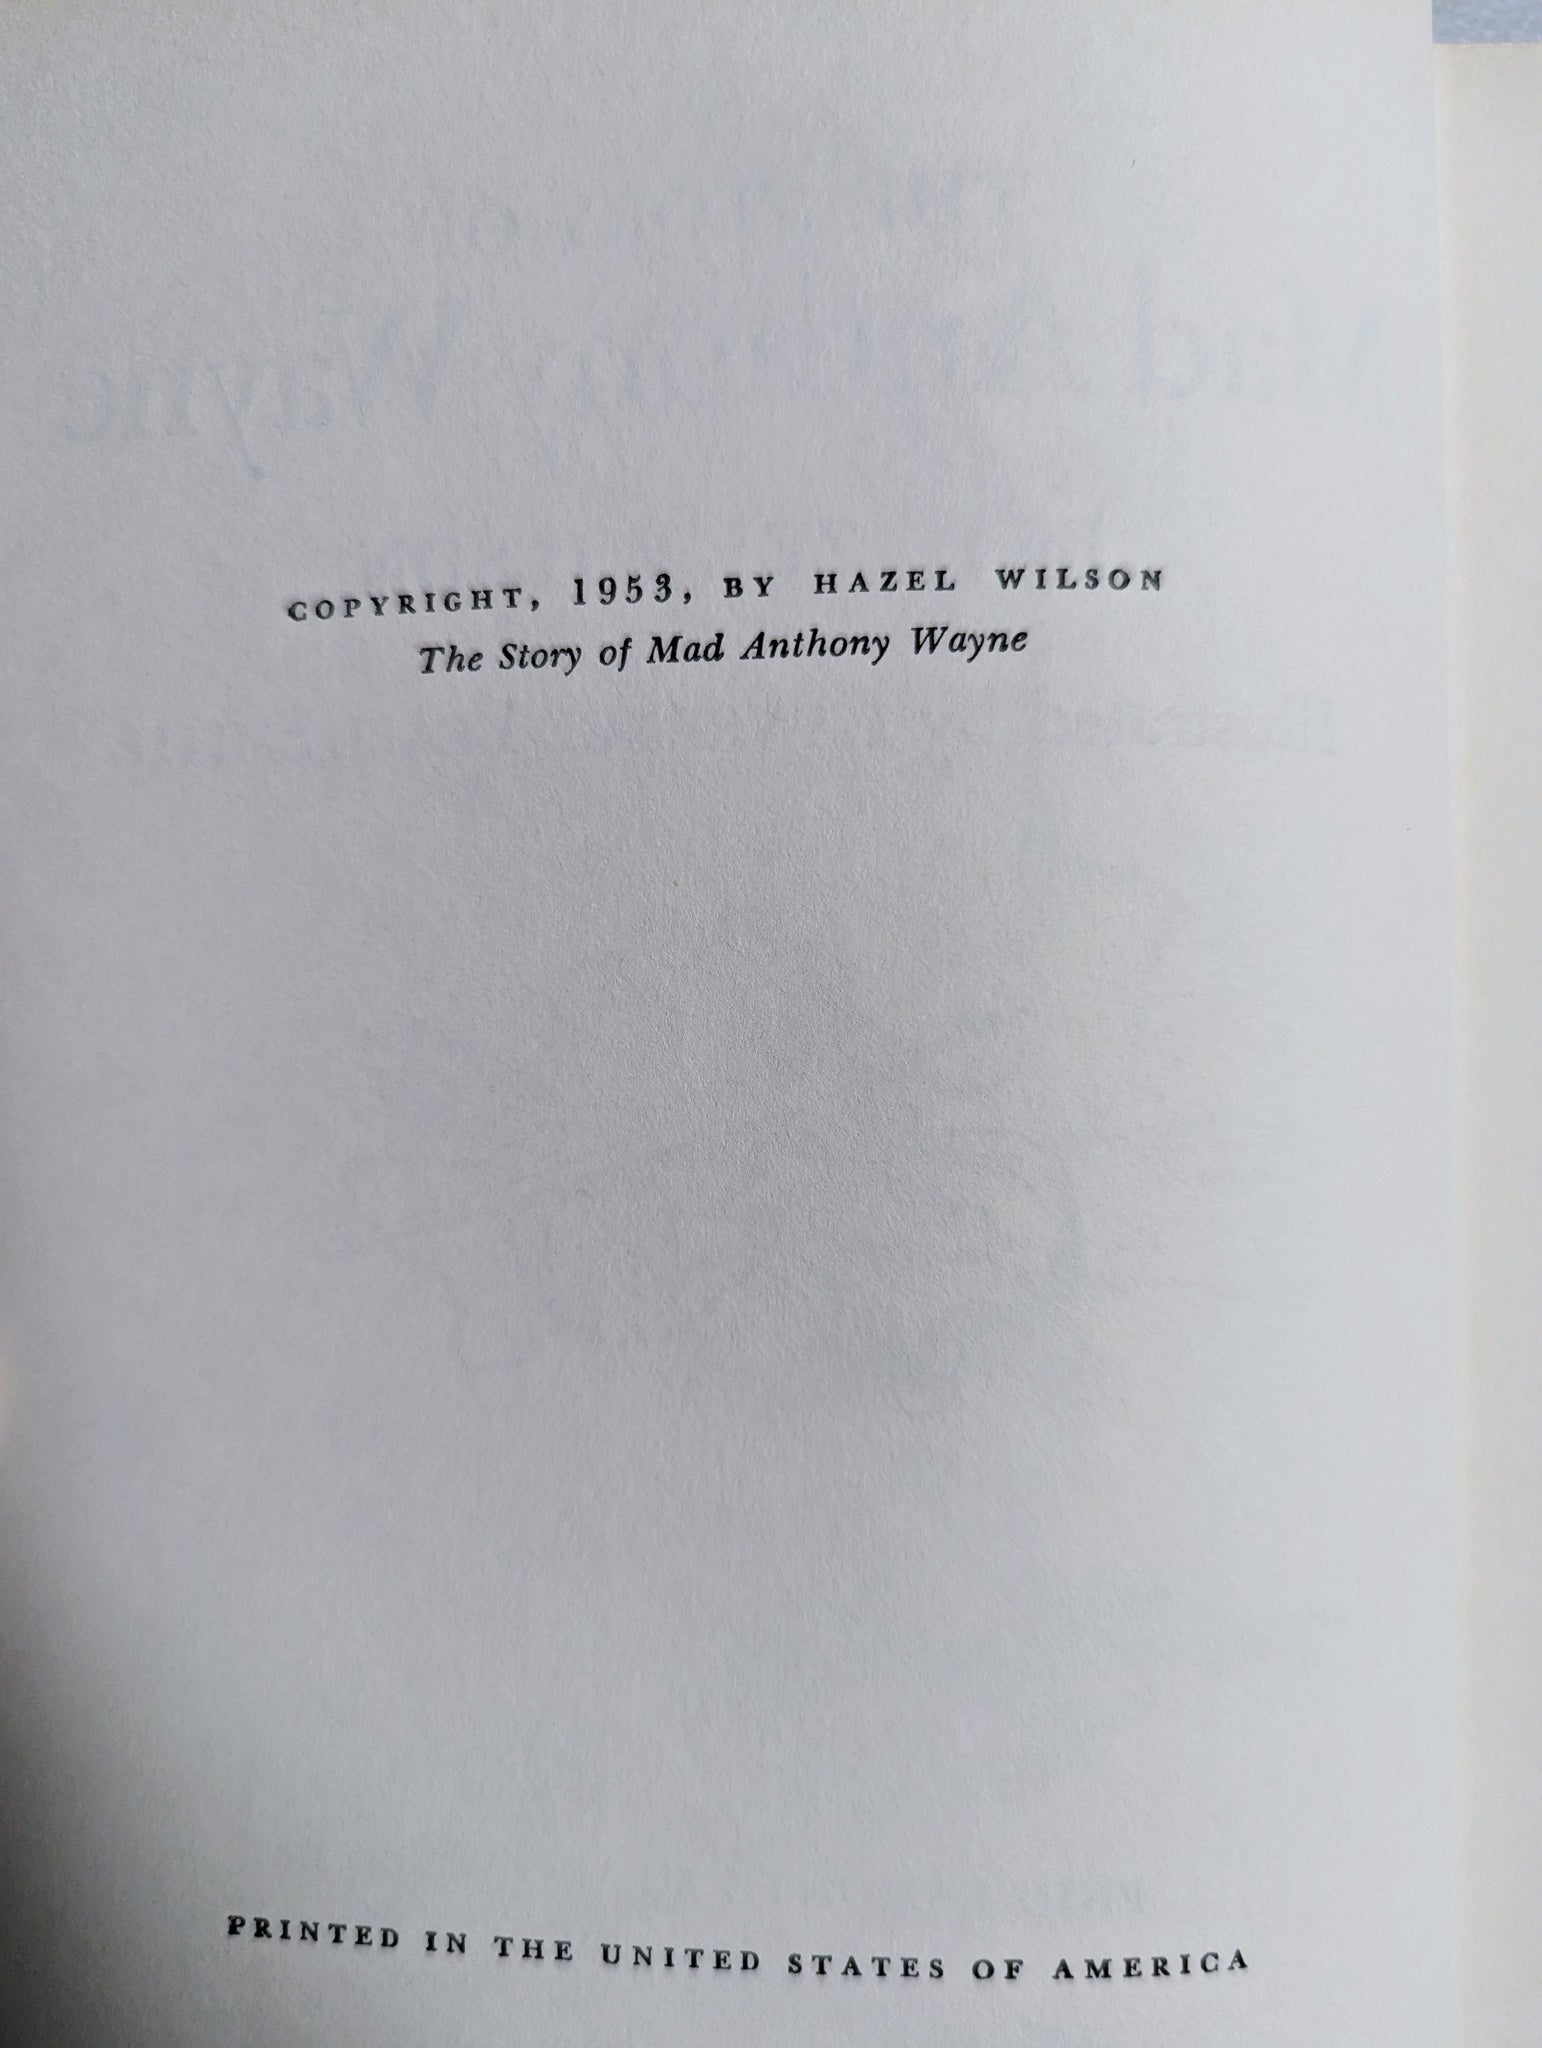 COPYRIGHT, 1953, BY HAZEL WILSON
The Story of Mad Anthony Wayne
PRINTED IN THE UNITED STATES OF AMERICA